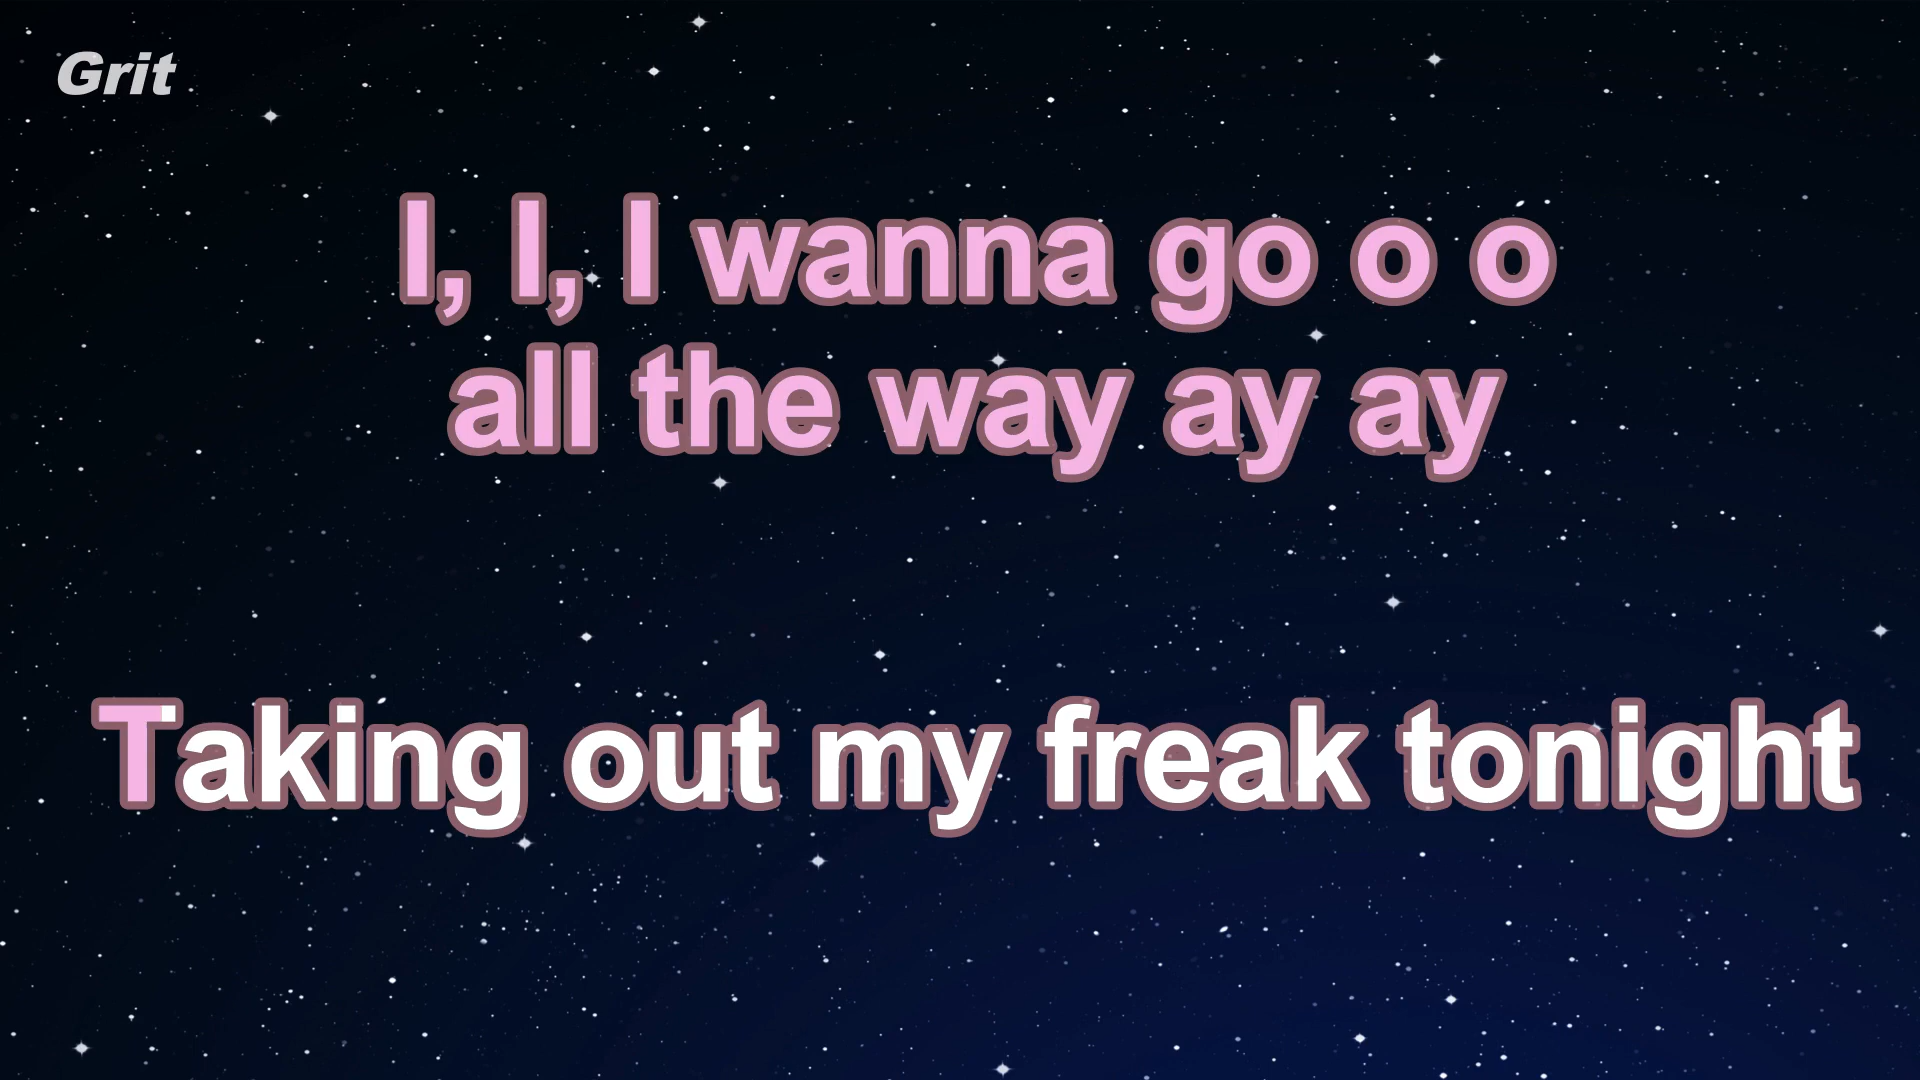 Grit
I, I, I wanna go o o
all the way ay ay
Taking out my freak tonight